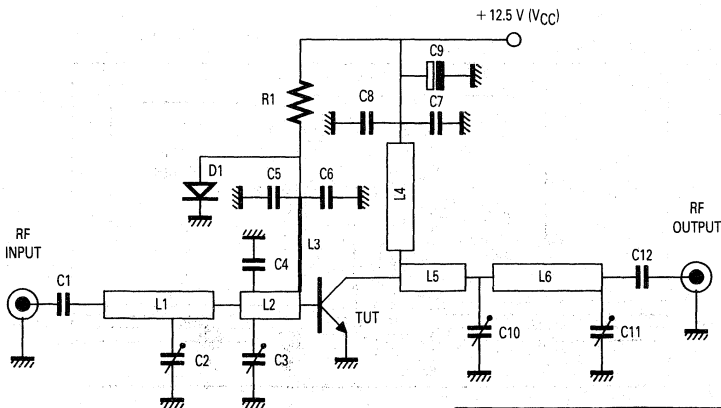 + 12.5 V (VCC)
C9
R1
C8
C7
D1
C5
C6
L4
RF
INPUT
L3
RF
OUTPUT
C4
C1
L1
L2
TUT
L5
L6
C12
C2
C3
C10
C11